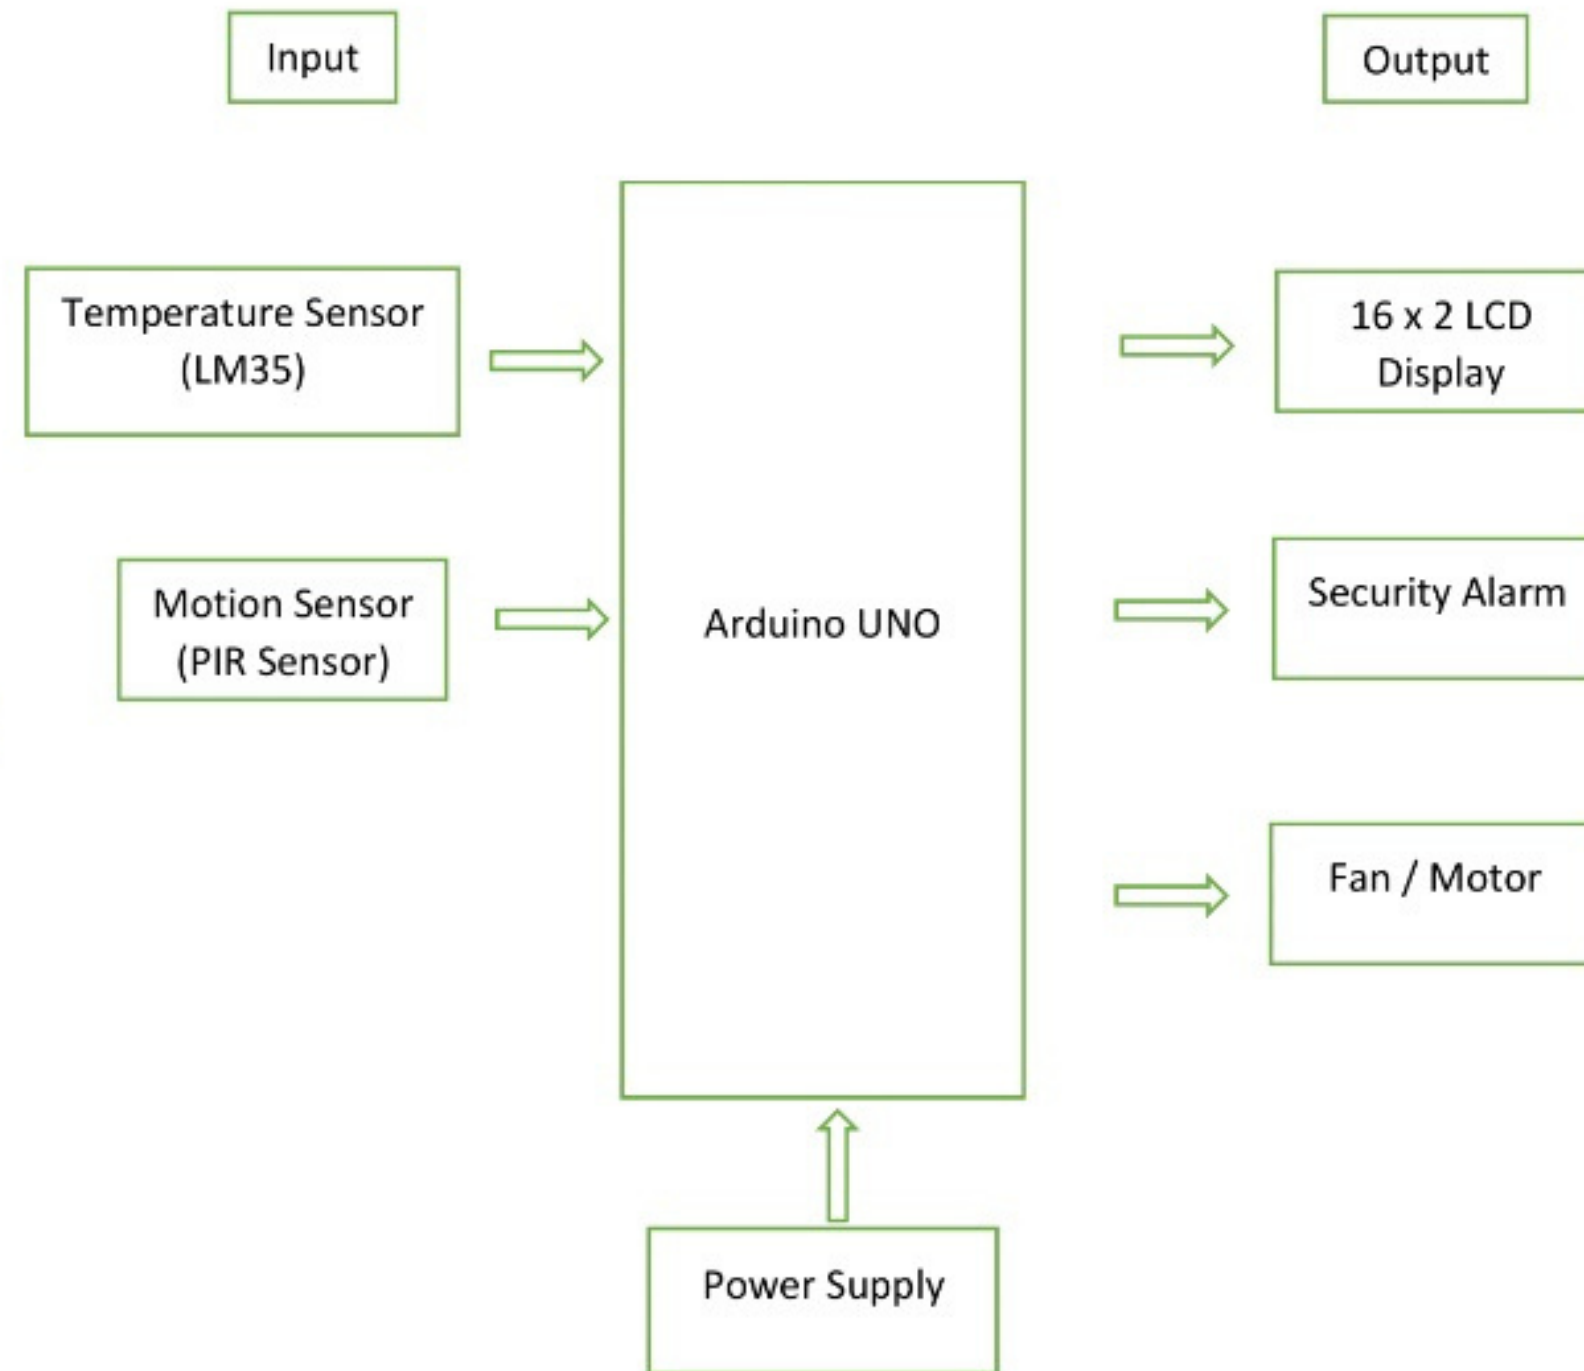 Input
Output
Temperature Sensor
(LM35)
16 x 2 LCD
Display
Motion Sensor
(PIR Sensor)
Arduino UNO
Security Alarm
Fan / Motor
Power Supply